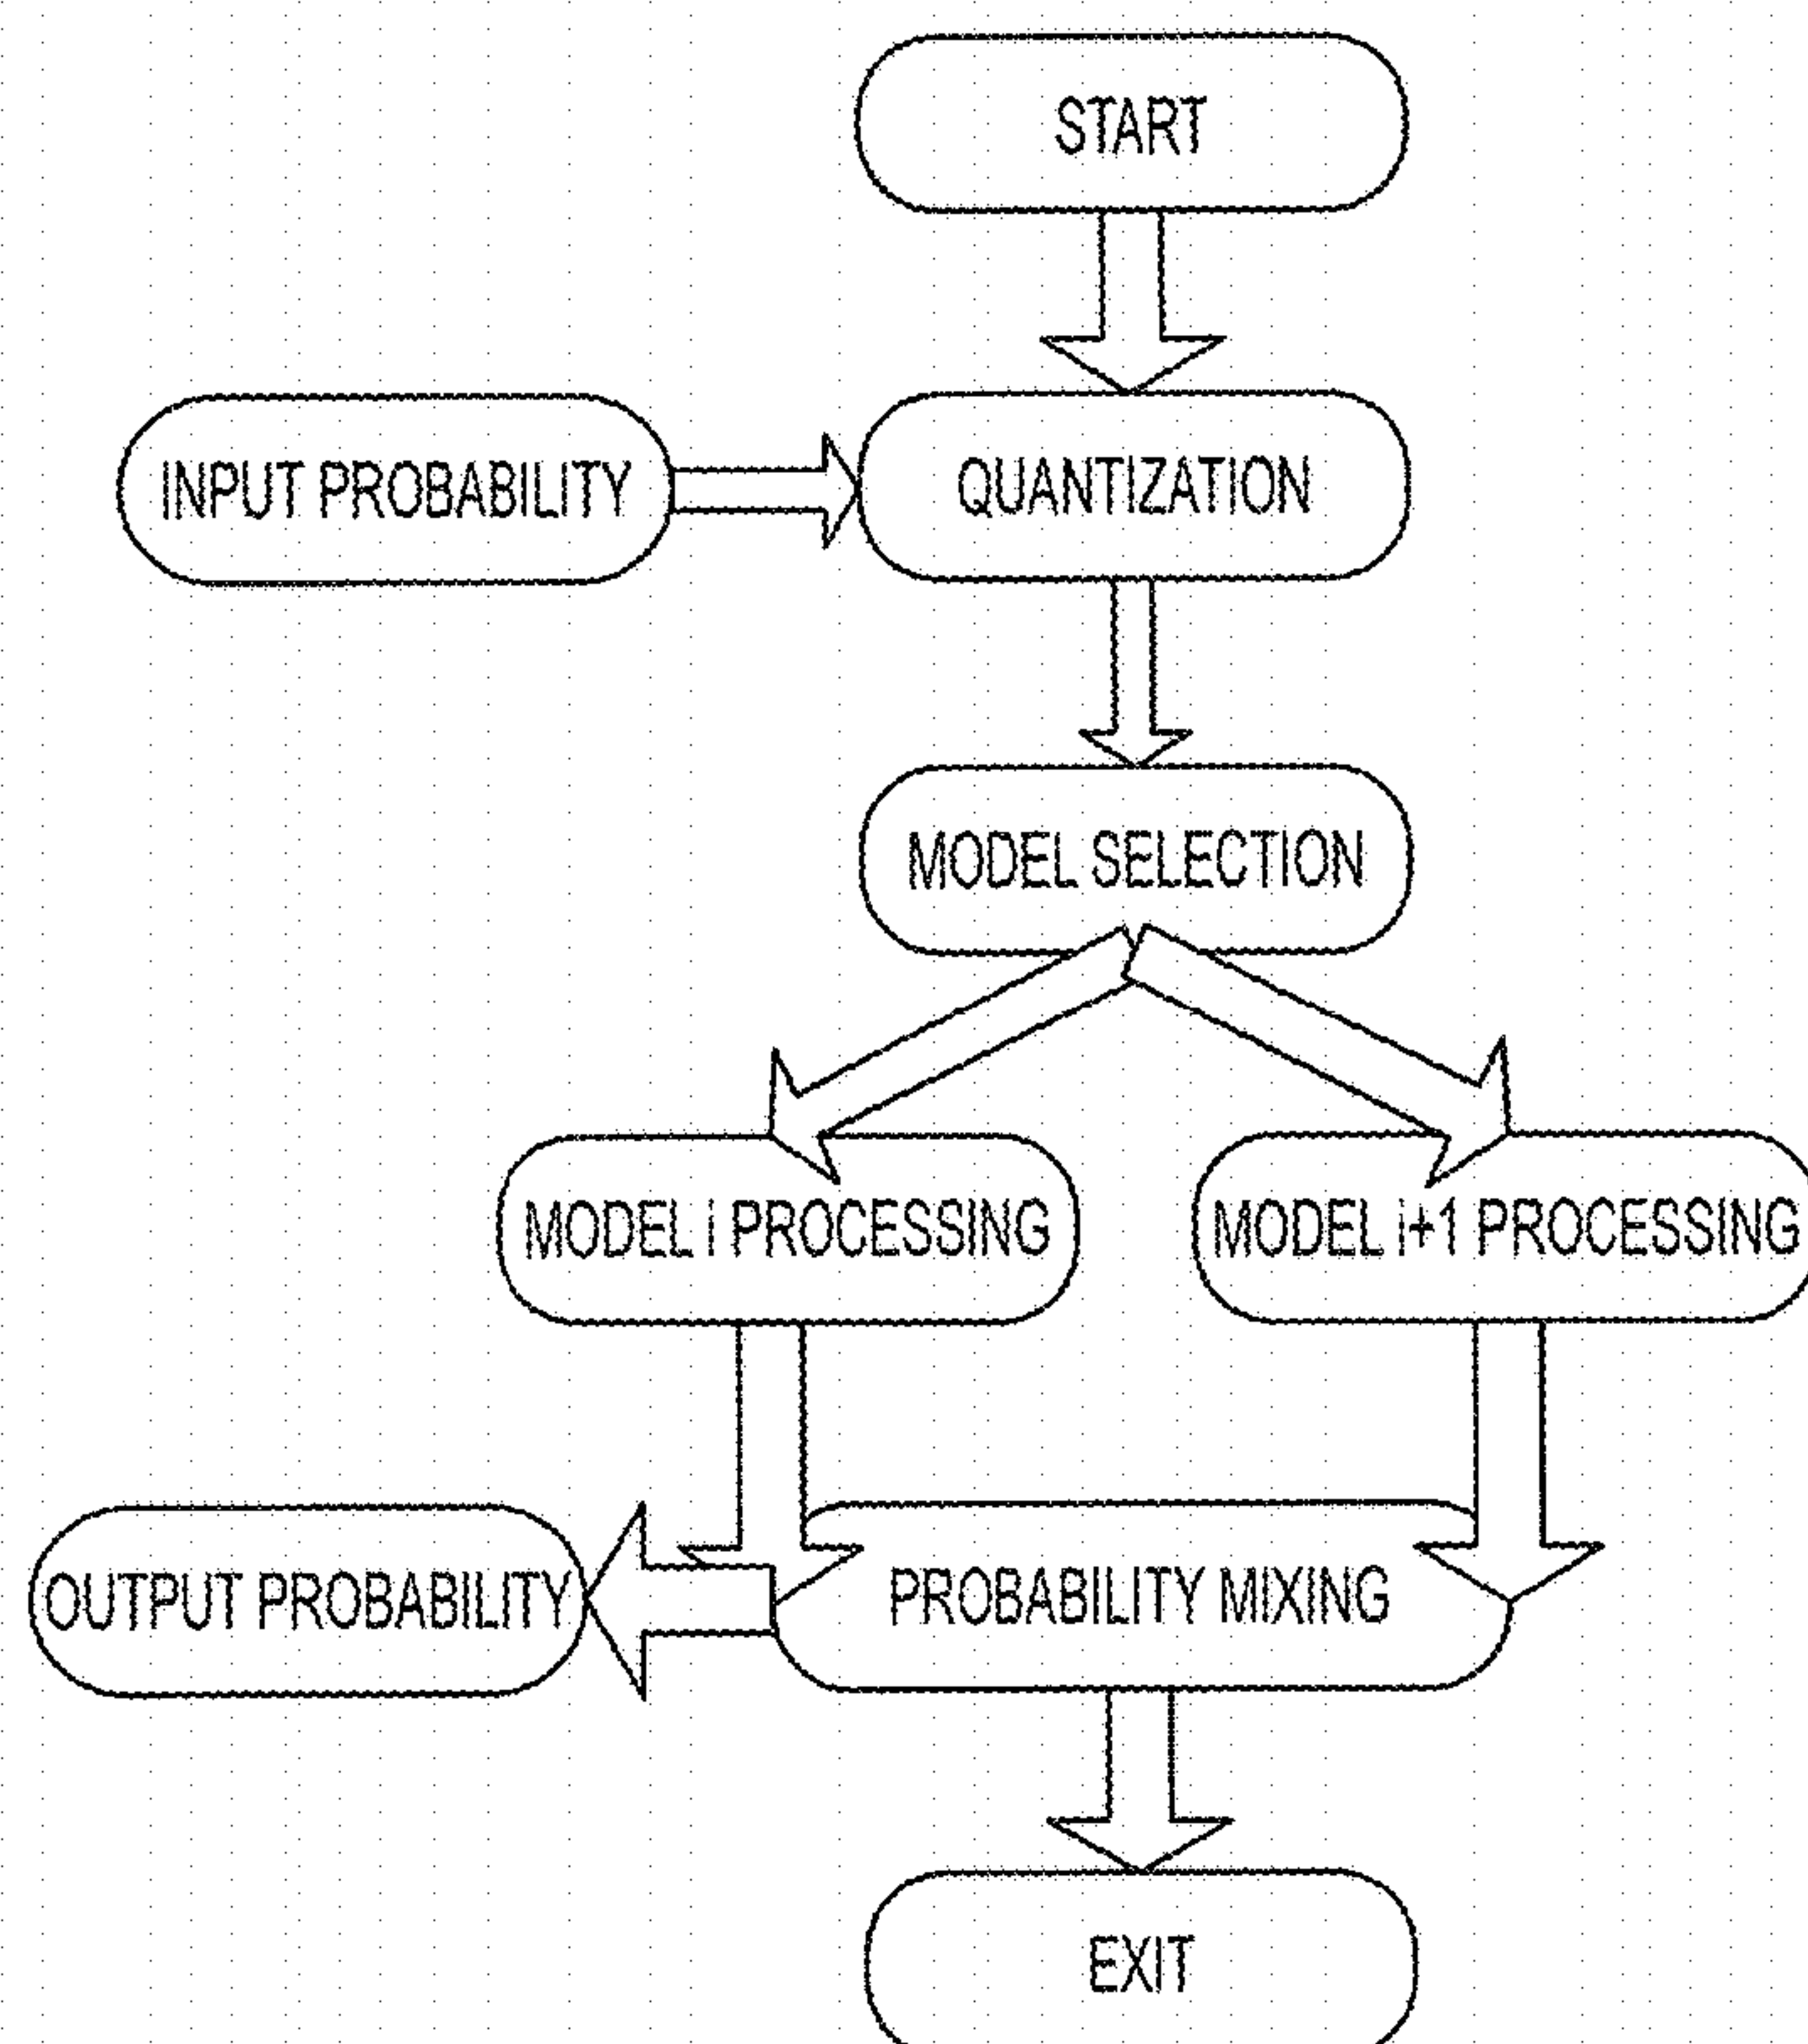 START
INPUT PROBABILITY
QUANTIZATION
MODEL SELECTION
MODEL i PROCESSING
MODEL i+1 PROCESSING
OUTPUT PROBABILITY
PROBABILITY MIXING
EXIT